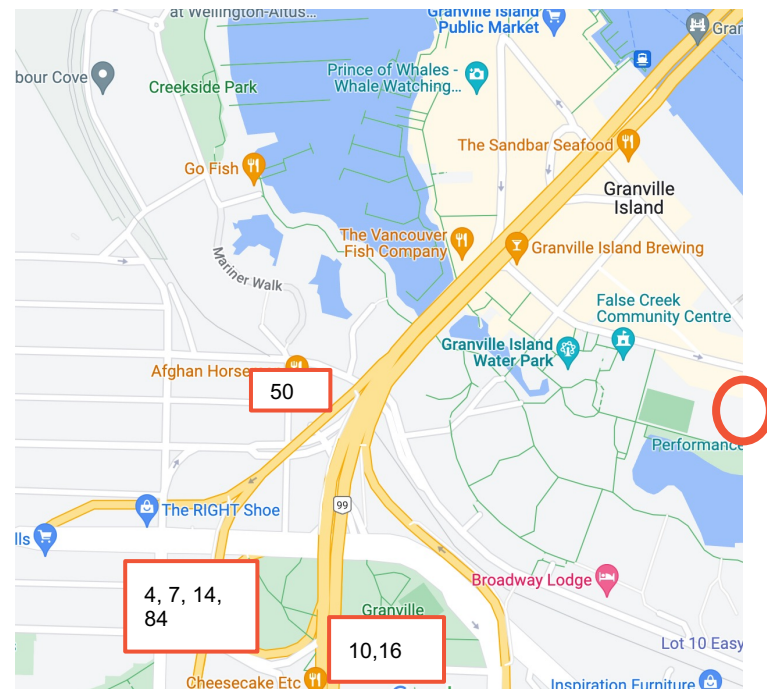 at Wellington-Altus...
Granville Island
Public Market
Gran
bour Cove
Creekside Park
Prince of Whales -
Whale Watching...
The Sandbar Seafood
Go Fish
Granville
Island
The Vancouver
Fish Company
Granville Island Brewing
Mariner Walk
False Creek
Community Centre
Granville Island
Water Park
Afghan Horse
50
Performance
99
The RIGHT Shoe
lls
Broadway Lodge
4, 7, 14,
84
Granville
10,16
Lot 10 Easy
Cheesecake Etc
Inspiration Furniture